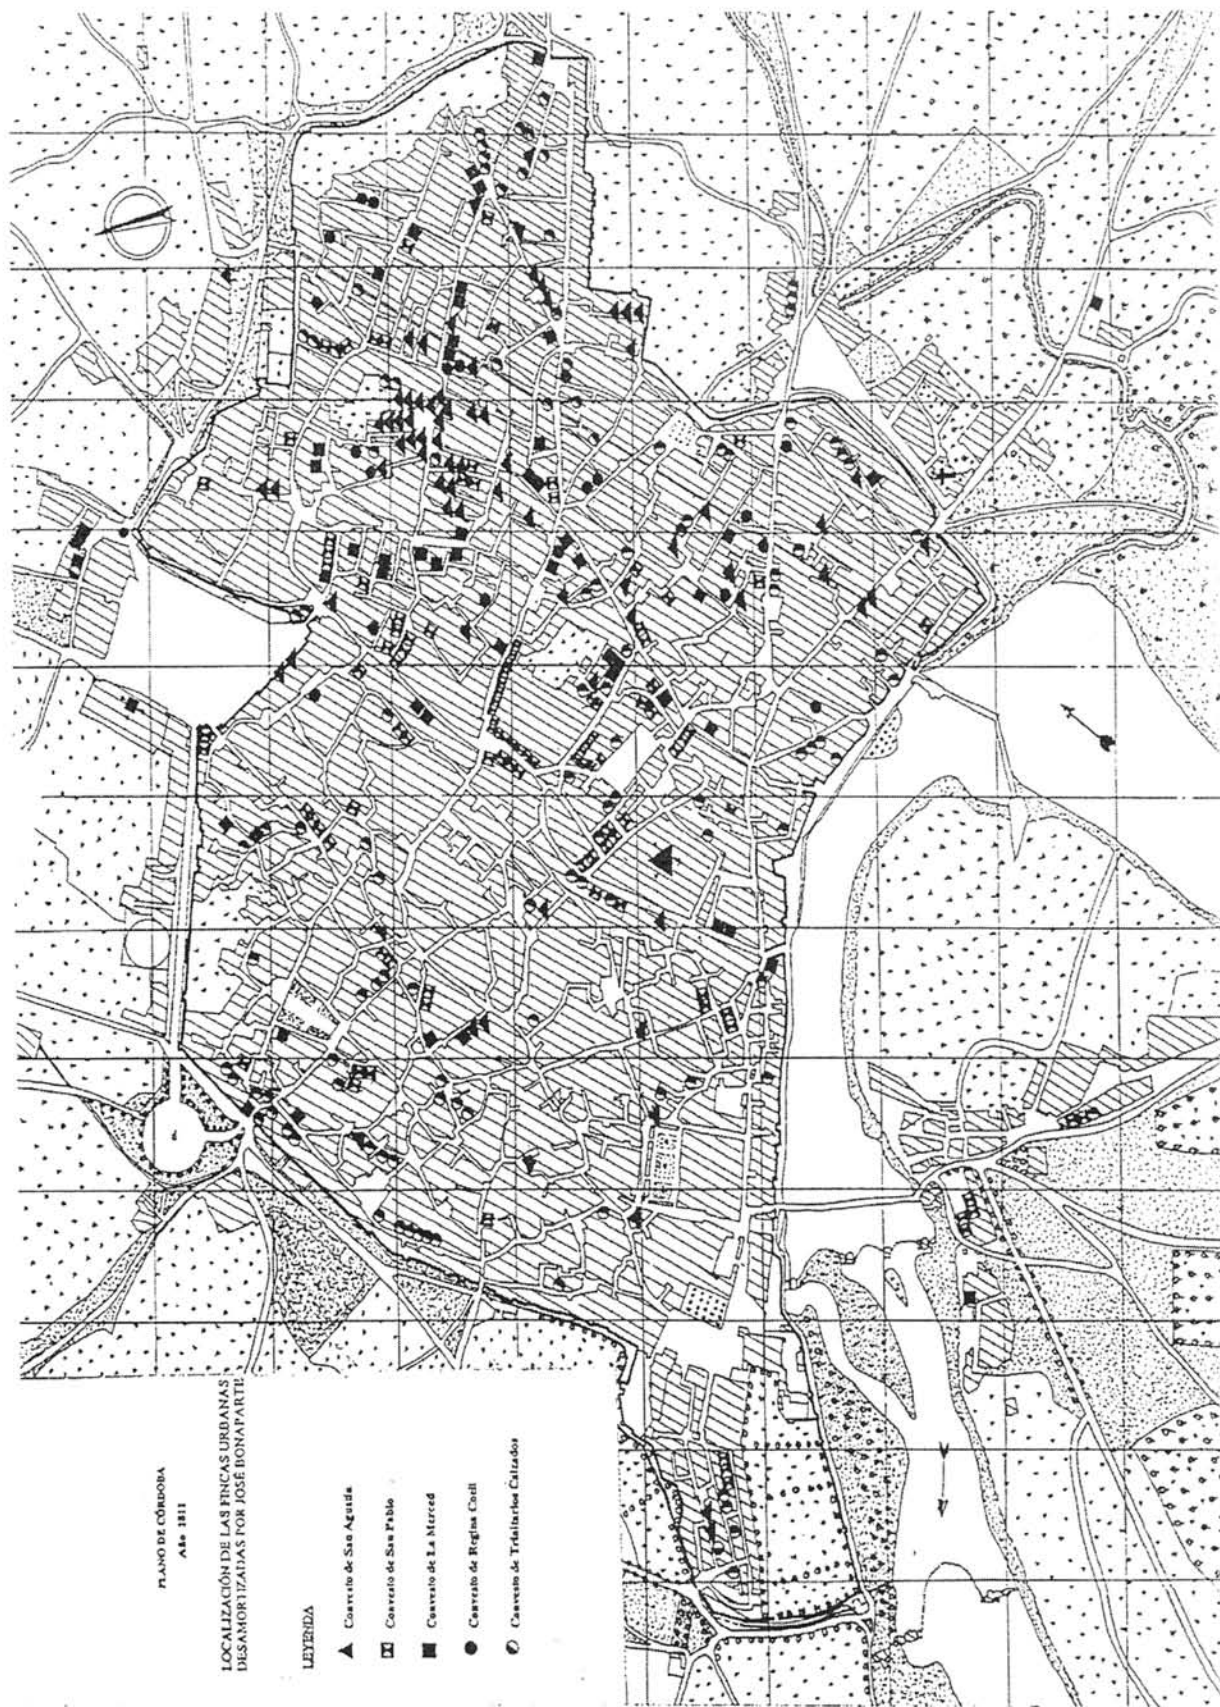 PLANO DE CÓRDOBA
Año 1811
LOCALIZACIÓN DE LAS FINCAS URBANAS
DESAMORTIZADAS POR JOSÉ BONAPARTE
LEYENDA
Convento de San Agustín
Convento de San Pablo
Convento de La Merced
Convento de Regina Coeli
Convento de Trinitarios Calzados